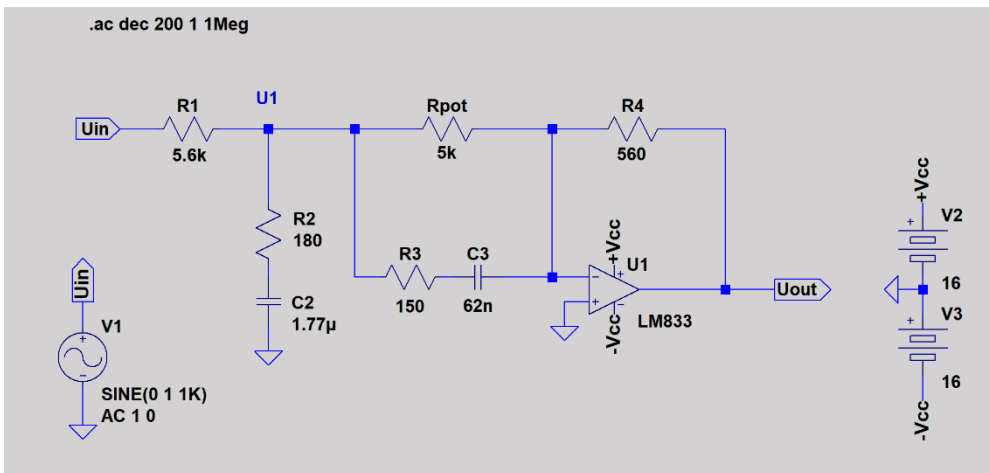 .ac dec 200 1 1Meg
R1
U1
Rpot
R4
Uin
5.6k
5k
560
+Vcc
V2
R2
180
+Vcc
R3
C3
U1
Uin
C2
1.77µ
150
62n
LM833
Uout
16
V3
V1
-Vcc
16
SINE(0 1 1K)
AC 1 0
-Vcc